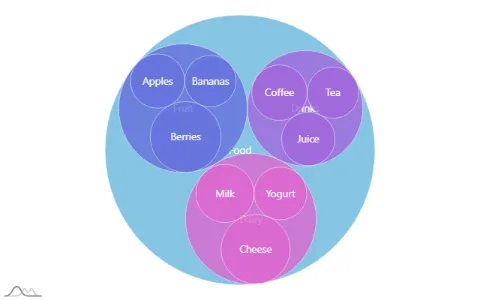 Apples
Bananas
Fruit
Berries
Coffee
Tea
Drinks
Juice
Food
Milk
Yogurt
Dairy
Cheese